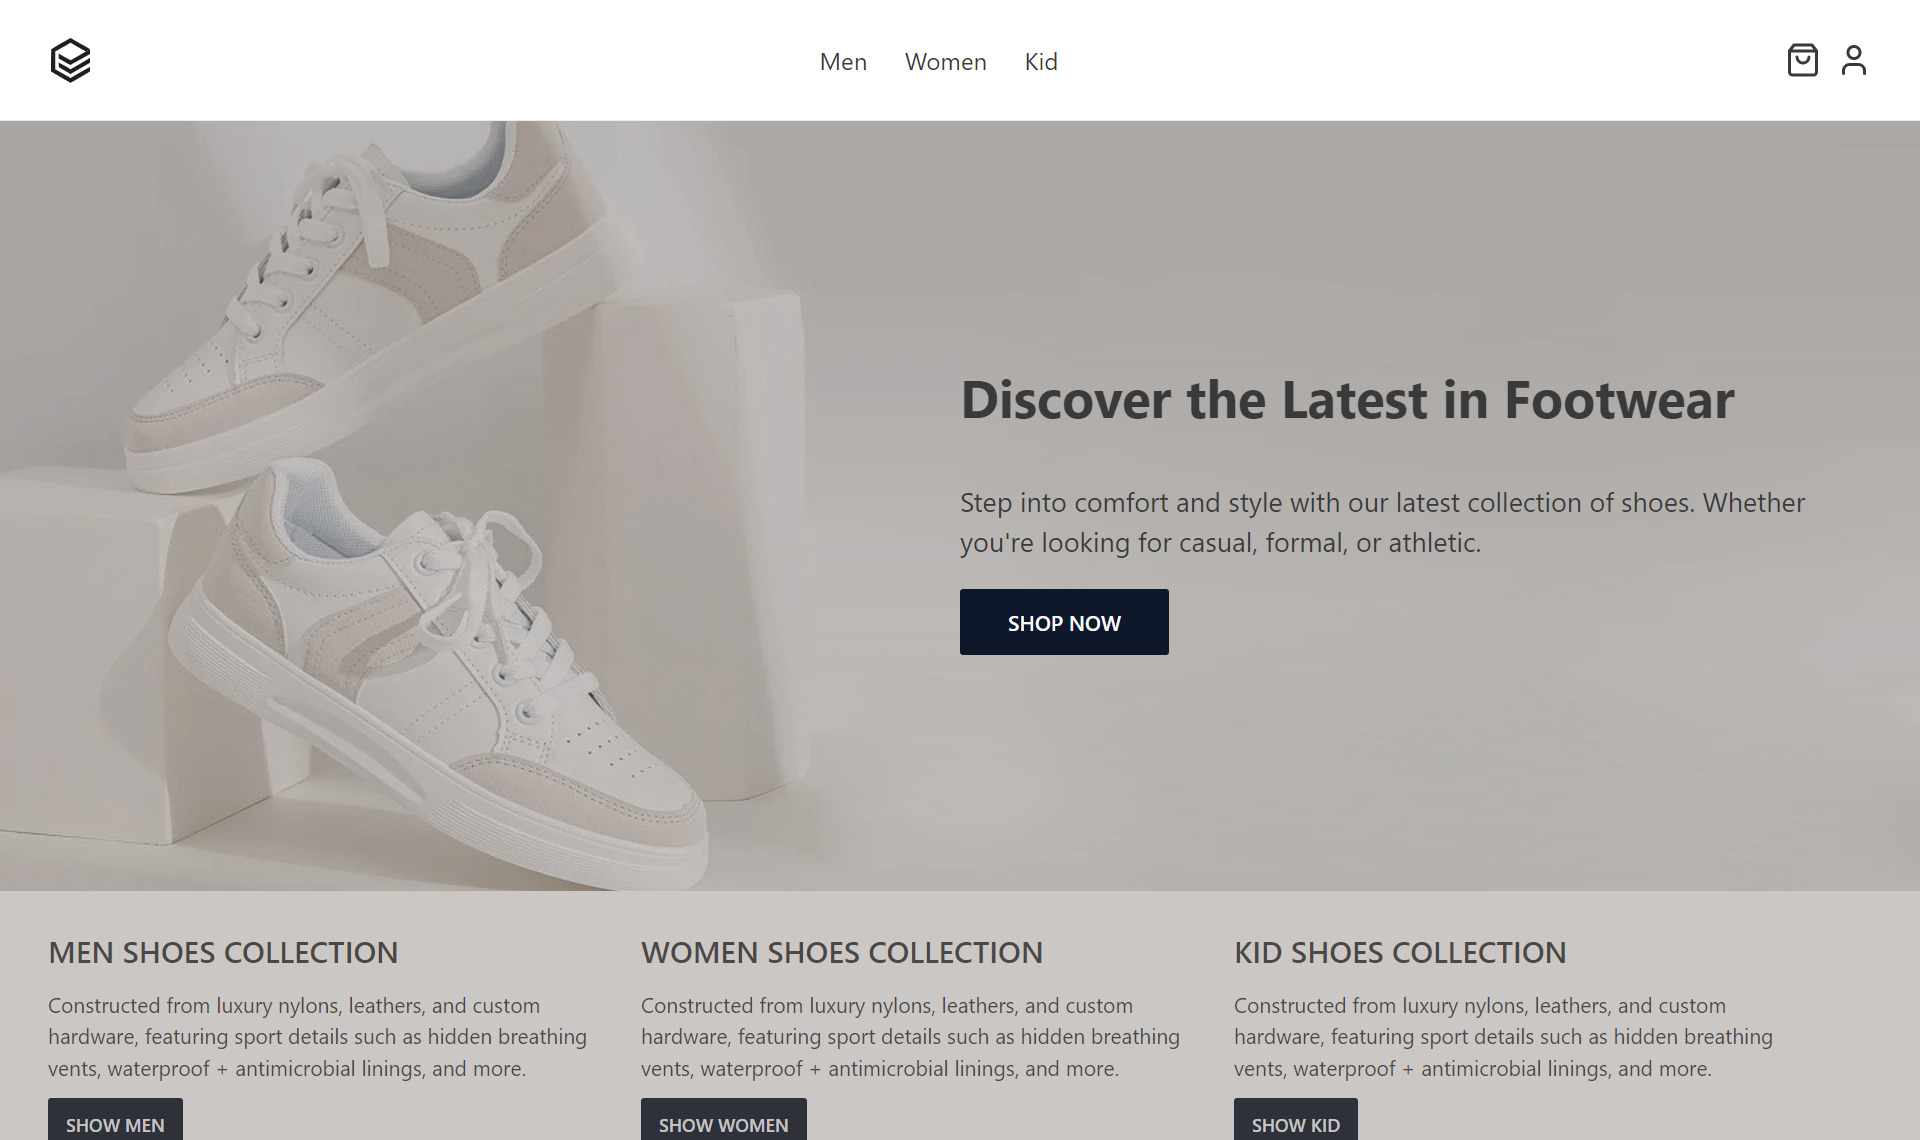 Men Women Kid
Discover the Latest in Footwear
Step into comfort and style with our latest collection of shoes. Whether
you're looking for casual, formal, or athletic.
SHOP NOW
MEN SHOES COLLECTION
Constructed from luxury nylons, leathers, and custom
hardware, featuring sport details such as hidden breathing
vents, waterproof + antimicrobial linings, and more.
SHOW MEN
WOMEN SHOES COLLECTION
Constructed from luxury nylons, leathers, and custom
hardware, featuring sport details such as hidden breathing
vents, waterproof + antimicrobial linings, and more.
SHOW WOMEN
KID SHOES COLLECTION
Constructed from luxury nylons, leathers, and custom
hardware, featuring sport details such as hidden breathing
vents, waterproof + antimicrobial linings, and more.
SHOW KID